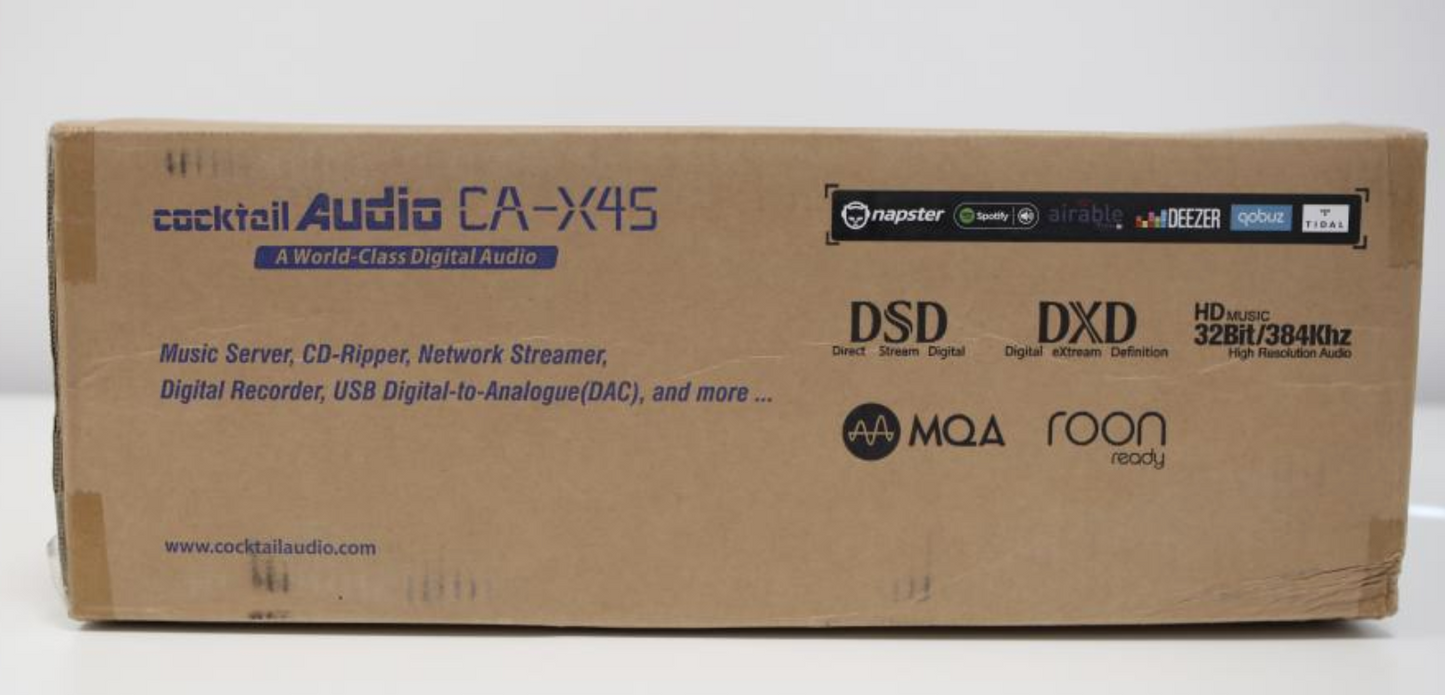 cocktail Audio CA-X45
A World-Class Digital Audio
Music Server, CD-Ripper, Network Streamer,
Digital Recorder, USB Digital-to-Analogue(DAC), and more ...
www.cocktailaudio.com
napster Spotify airable DEEZER qobuz TIDAL
DSD
Direct Stream Digital
DXD
Digital eXtream Definition
HD MUSIC
32Bit/384Khz
High Resolution Audio
MQA
roon
ready